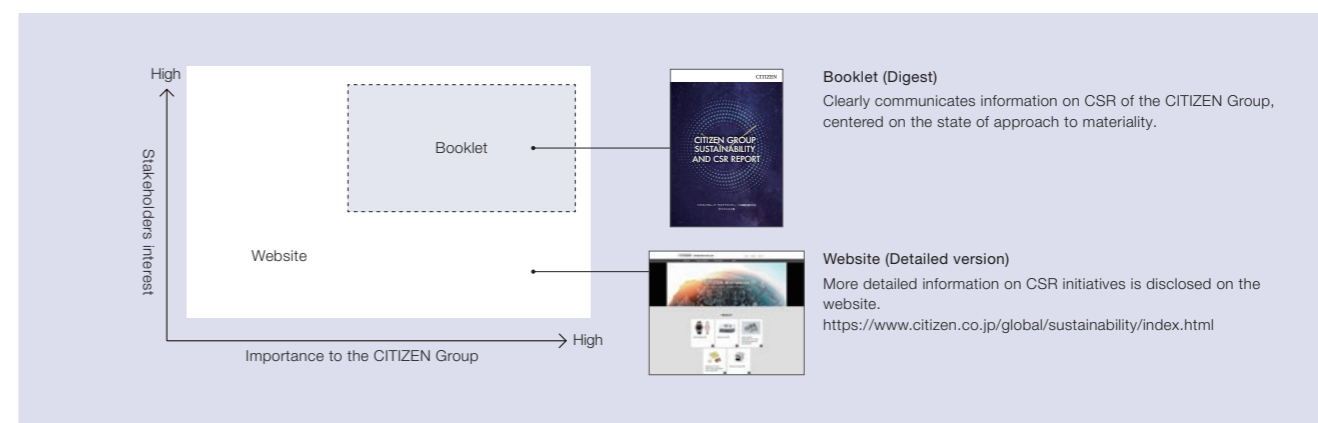 High
Stakeholders interest
Booklet
Website
High
Importance to the CITIZEN Group
CITIZEN
CITIZEN GROUP
SUSTAINABILITY
AND CSR REPORT
Booklet (Digest)
Clearly communicates information on CSR of the CITIZEN Group,
centered on the state of approach to materiality.
Website (Detailed version)
More detailed information on CSR initiatives is disclosed on the
website.
https://www.citizen.co.jp/global/sustainability/index.html